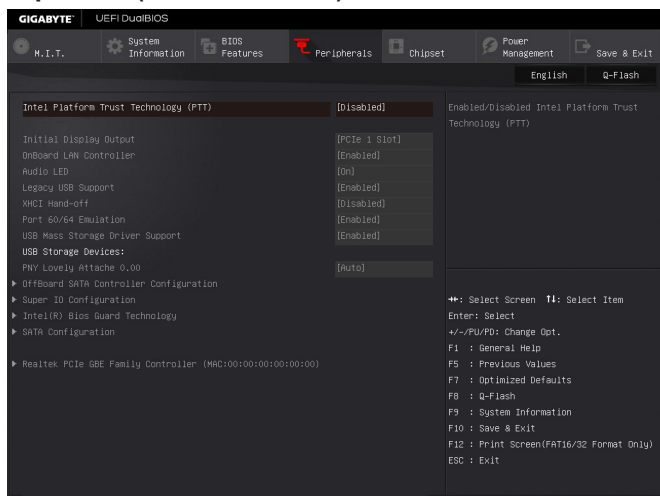 GIGABYTE™ UEFI DualBIOS
M.I.T. System Information BIOS Features Peripherals Chipset Power Management Save & Exit
English Q-Flash
Intel Platform Trust Technology (PTT) [Disabled]
Initial Display Output [PCIe 1 Slot]
OnBoard LAN Controller [Enabled]
Audio LED [On]
Legacy USB Support [Enabled]
XHCI Hand-off [Disabled]
Port 60/64 Emulation [Enabled]
USB Mass Storage Driver Support [Enabled]
USB Storage Devices:
PNY Lovely Attache 0.00 [Auto]
OffBoard SATA Controller Configuration
Super IO Configuration
Intel(R) Bios Guard Technology
SATA Configuration
Realtek PCIe GBE Family Controller (MAC:00:00:00:00:00:00)
Enabled/Disabled Intel Platform Trust
Technology (PTT)
→←: Select Screen ↑↓: Select Item
Enter: Select
+/-/PU/PD: Change Opt.
F1 : General Help
F5 : Previous Values
F7 : Optimized Defaults
F8 : Q-Flash
F9 : System Information
F10 : Save & Exit
F12 : Print Screen(FAT16/32 Format Only)
ESC : Exit